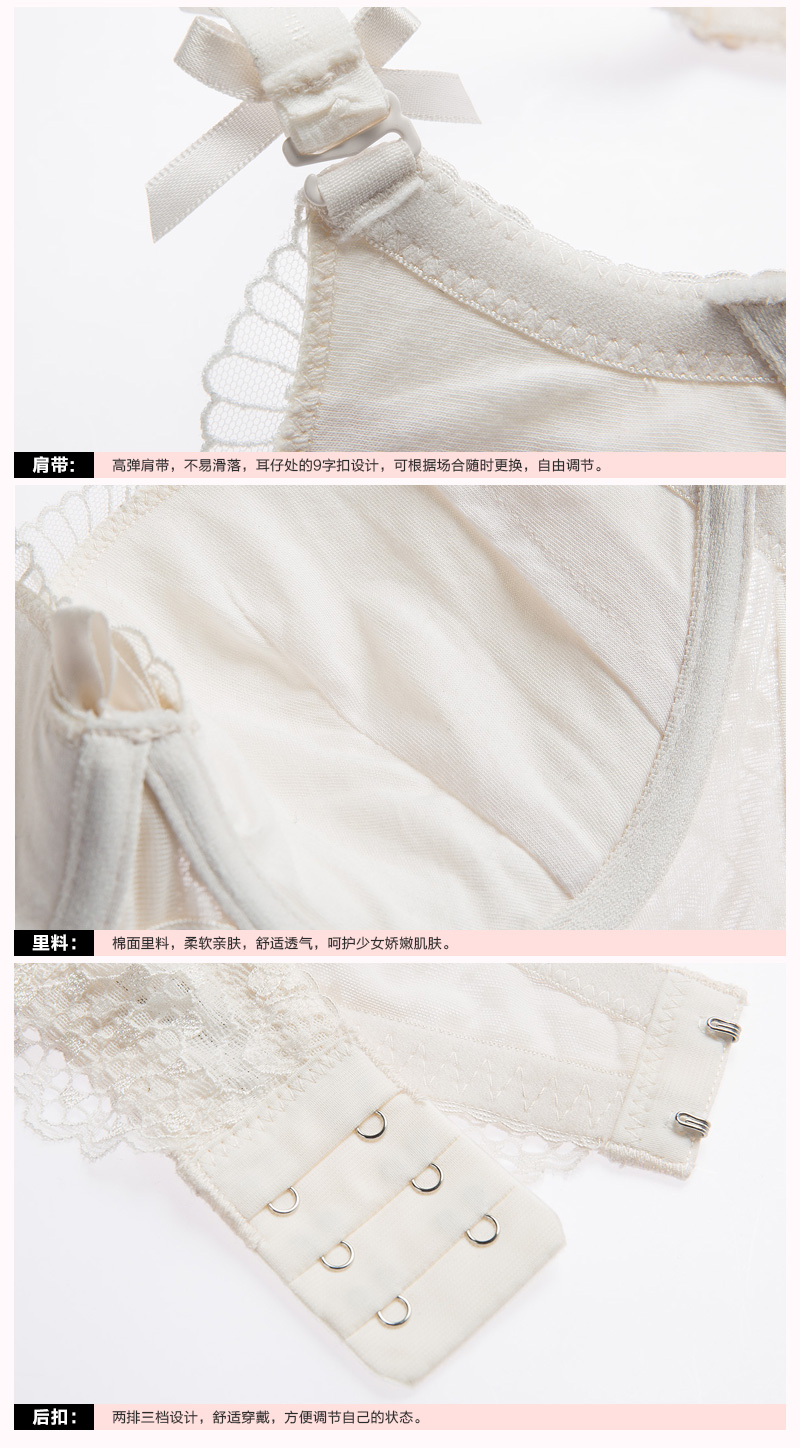 肩带： 高弹肩带，不易滑落，耳仔处的9字扣设计，可根据场合随时更换，自由调节。
里料： 棉面里料，柔软亲肤，舒适透气，呵护少女娇嫩肌肤。
后扣： 两排三档设计，舒适穿戴，方便调节自己的状态。